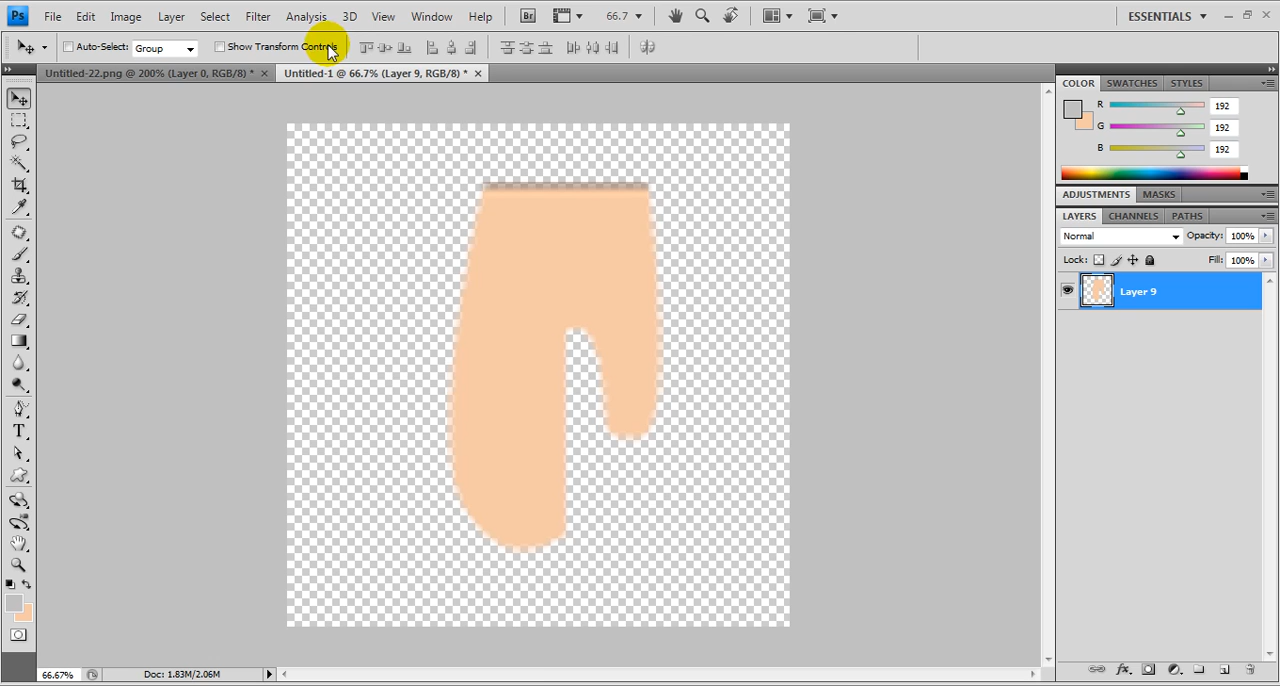 Ps File Edit Image Layer Select Filter Analysis 3D View Window Help Br 66.7 ESSENTIALS
Auto-Select: Group Show Transform Controls
Untitled-22.png @ 200% (Layer 0, RGB/8) * Untitled-1 @ 66.7% (Layer 9, RGB/8) *
COLOR SWATCHES STYLES
R 192
G 192
B 192
ADJUSTMENTS MASKS
LAYERS CHANNELS PATHS
Normal Opacity: 100%
Lock: Fill: 100%
Layer 9
T
66.67% Doc: 1.83M/2.06M
fx